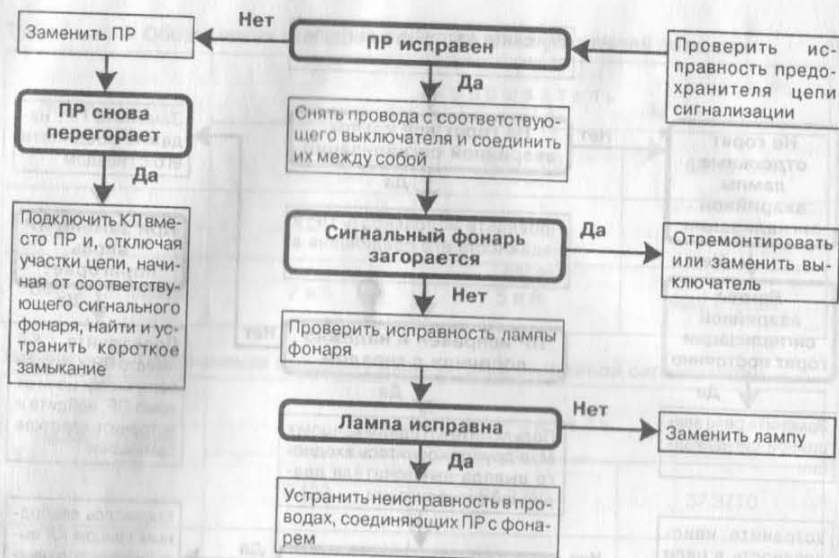 Проверить ис-
правность предо-
хранителя цепи
сигнализации
ПР исправен
Нет
Заменить ПР
ПР снова
перегорает
Да
Подключить КЛ вме-
сто ПР и, отключая
участки цепи, начи-
ная от соответству-
ющего сигнального
фонаря, найти и уст-
ранить короткое
замыкание
Да
Снять провода с соответствую-
щего выключателя и соединить
их между собой
Сигнальный фонарь
загорается
Да
Отремонтировать
или заменить вы-
ключатель
Нет
Проверить исправность лампы
фонаря
Лампа исправна
Нет
Заменить лампу
Да
Устранить неисправность в про-
водах, соединяющих ПР с фона-
рем